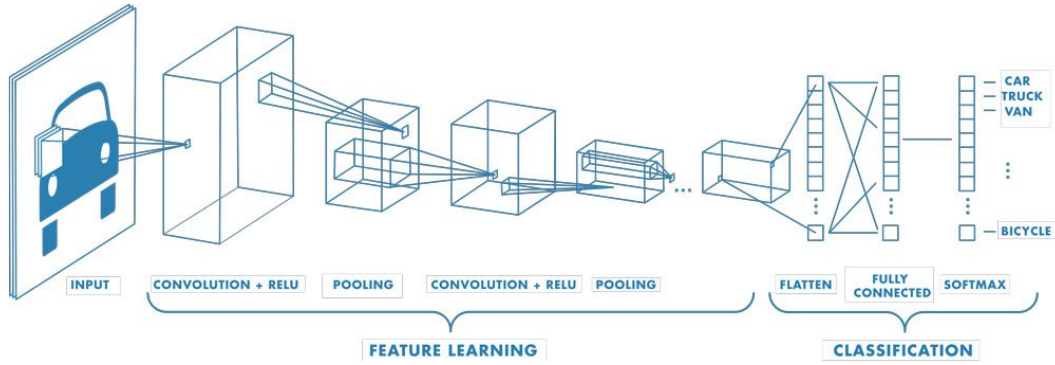 CAR
TRUCK
VAN
BICYCLE
INPUT
CONVOLUTION + RELU
POOLING
CONVOLUTION + RELU
POOLING
FLATTEN
FULLY
CONNECTED
SOFTMAX
FEATURE LEARNING
CLASSIFICATION